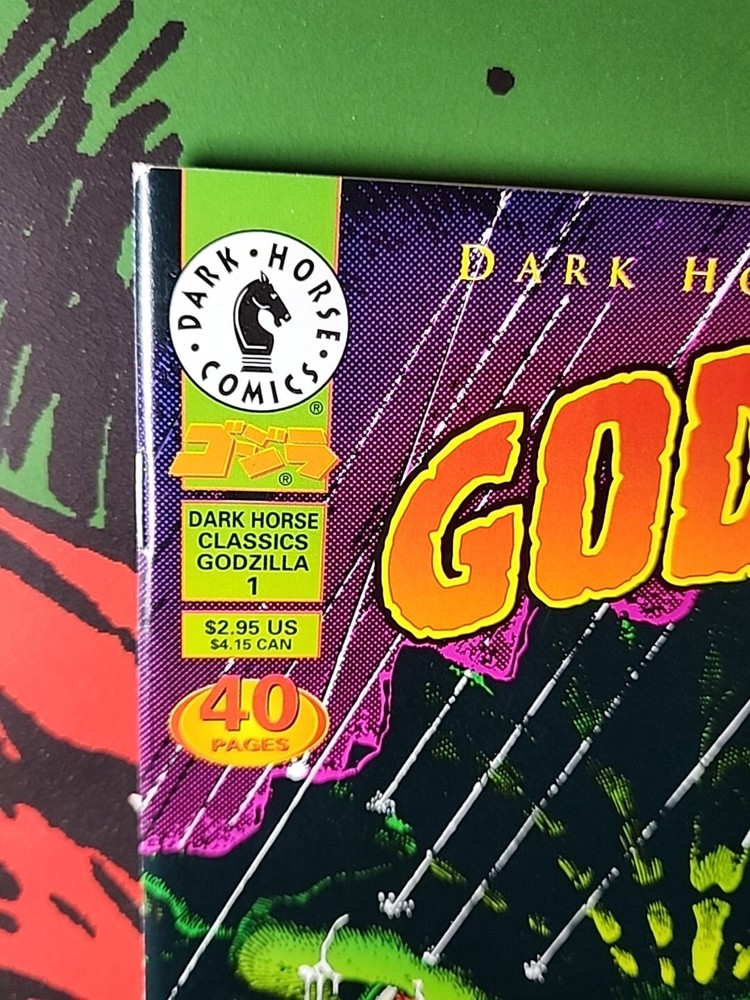 DARK • HORSE • COMICS •
®
ゴジラ
®
DARK HORSE
CLASSICS
GODZILLA
1
$2.95 US
$4.15 CAN
40
PAGES
DARK HO
GOD